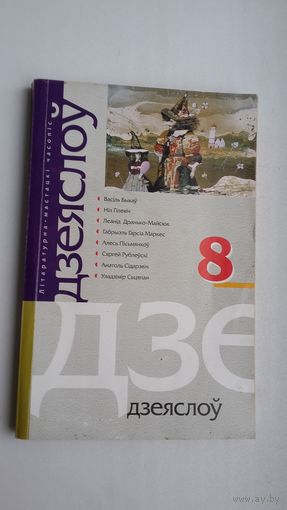 Літаратурна-мастацкі часопіс
дзеяслоў
Васіль Быкаў
Ніл Гілевіч
Леанід Дранько-Майсюк
Габрыэль Гарсія Маркес
Алесь Пісьмянкоў
Сяргей Рублеўскі
Анатоль Сідарэвіч
Уладзімір Сцяпан
8
дзе
дзеяслоў
www.ay.by